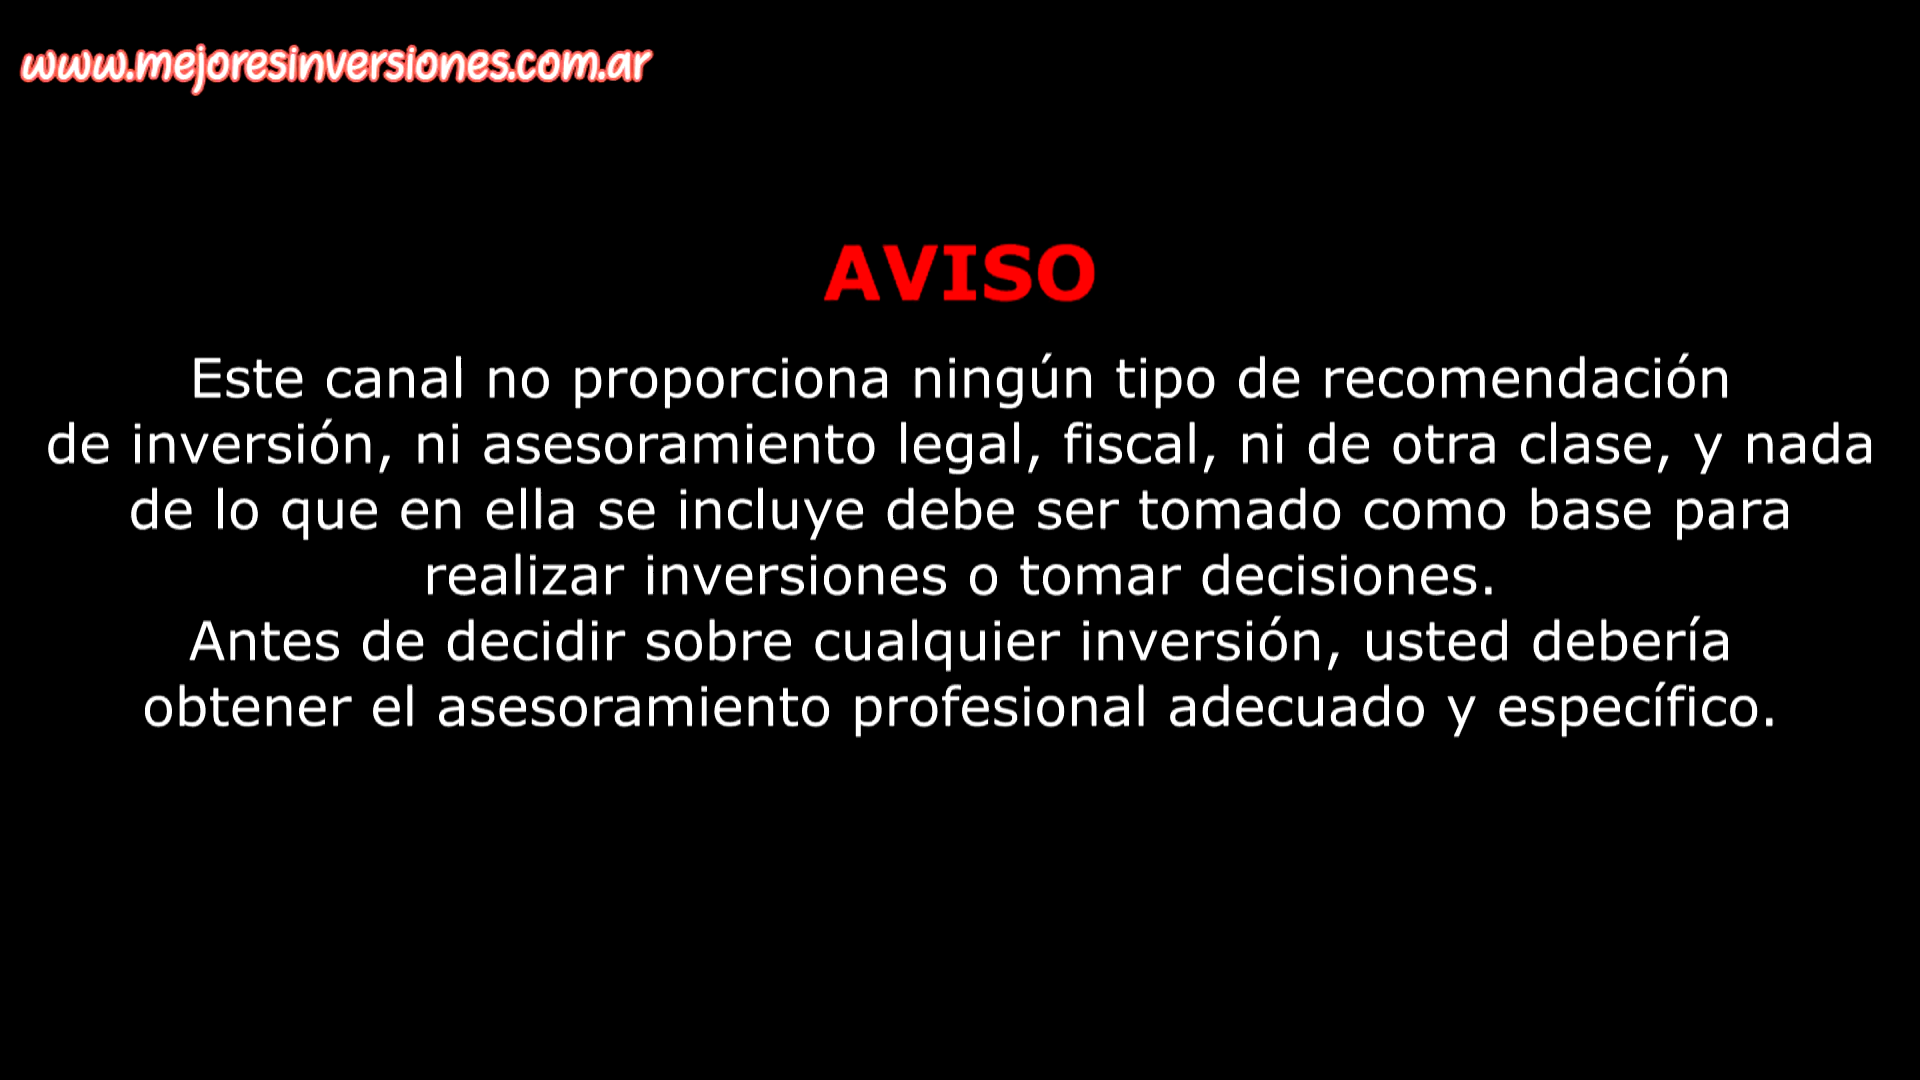 www.mejoresinversiones.com.ar
AVISO
Este canal no proporciona ningún tipo de recomendación
de inversión, ni asesoramiento legal, fiscal, ni de otra clase, y nada
de lo que en ella se incluye debe ser tomado como base para
realizar inversiones o tomar decisiones.
Antes de decidir sobre cualquier inversión, usted debería
obtener el asesoramiento profesional adecuado y específico.